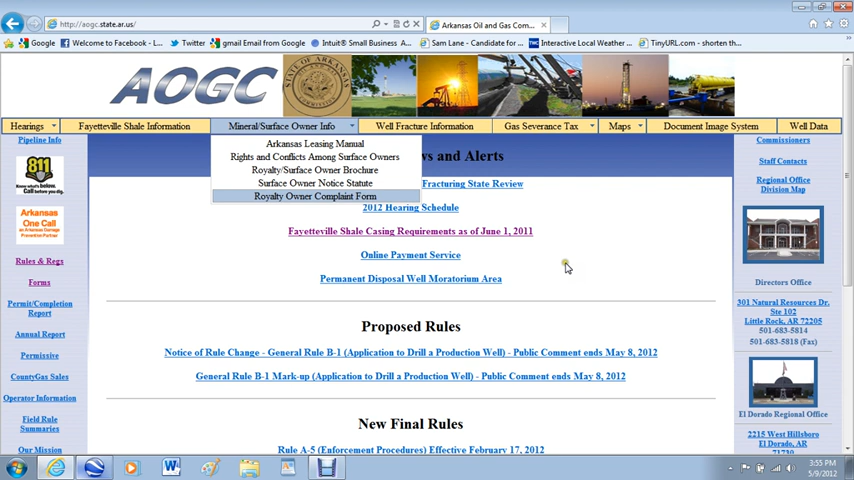 http://aogc.state.ar.us/
Arkansas Oil and Gas Com...
Google
Welcome to Facebook - L...
Twitter
gmail Email from Google
Intuit® Small Business A...
Sam Lane - Candidate for ...
Interactive Local Weather ...
TinyURL.com - shorten th...
AOGC
Hearings
Fayetteville Shale Information
Mineral/Surface Owner Info
Well Fracture Information
Gas Severance Tax
Maps
Document Image System
Well Data
Arkansas Leasing Manual
Rights and Conflicts Among Surface Owners
Royalty/Surface Owner Brochure
Surface Owner Notice Statute
Royalty Owner Complaint Form
Pipeline Info
811
Know what's below.
Call before you dig.
Arkansas
One Call
Rules & Regs
Forms
Permit/Completion
Report
Annual Report
Permissive
CountyGas Sales
Operator Information
Field Rule
Summaries
Our Mission
ws and Alerts
Fracturing State Review
2012 Hearing Schedule
Fayetteville Shale Casing Requirements as of June 1, 2011
Online Payment Service
Permanent Disposal Well Moratorium Area
Proposed Rules
Notice of Rule Change - General Rule B-1 (Application to Drill a Production Well) - Public Comment ends May 8, 2012
General Rule B-1 Mark-up (Application to Drill a Production Well) - Public Comment ends May 8, 2012
New Final Rules
Rule A-5 (Enforcement Procedures) Effective February 17, 2012
Commissioners
Staff Contacts
Regional Office
Division Map
Directors Office
301 Natural Resources Dr.
Ste 102
Little Rock, AR 72205
501-683-5814
501-683-5818 (Fax)
El Dorado Regional Office
2215 West Hillsboro
El Dorado, AR
71730
3:55 PM
5/9/2012